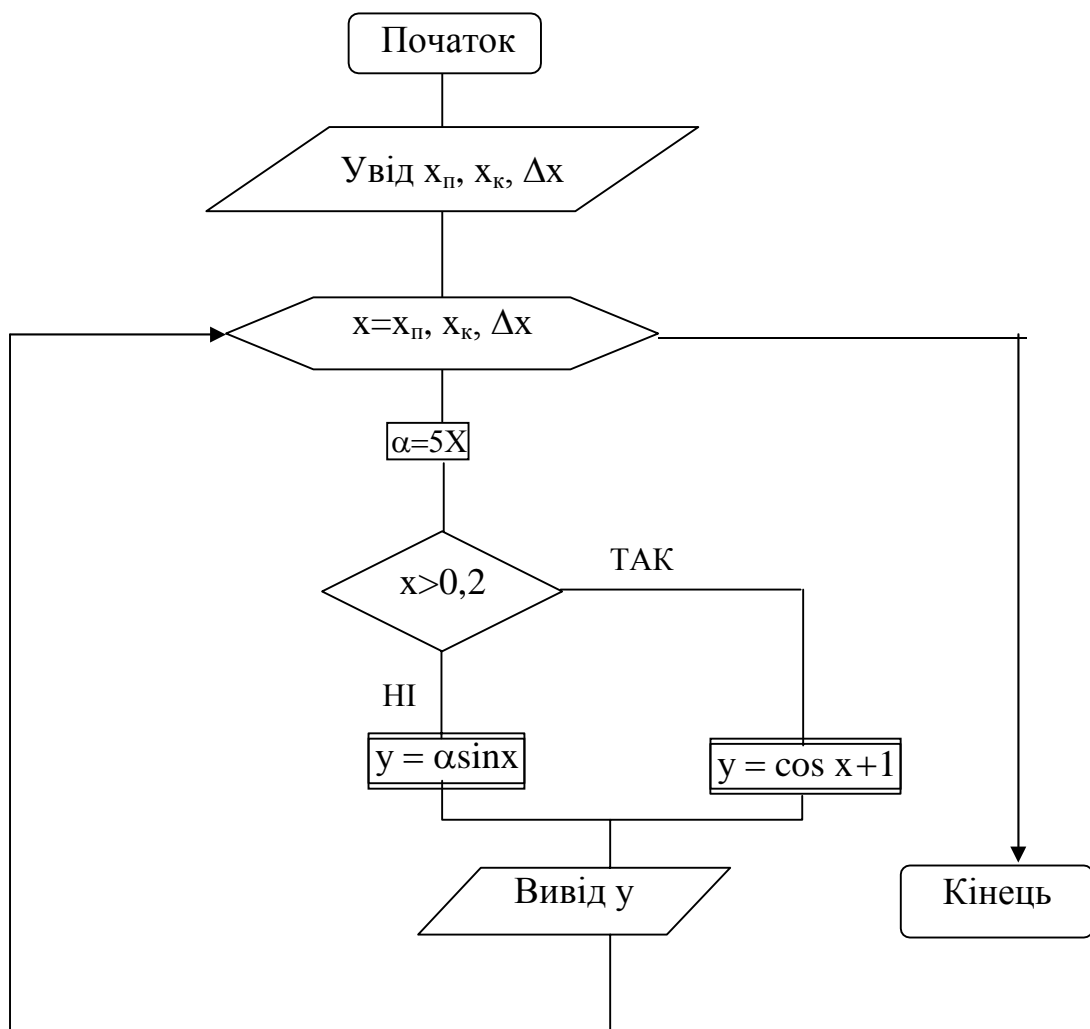 Початок
Увід xп, xк, Δx
x=xп, xк, Δx
α=5X
x>0,2
ТАК
НІ
y = αsinx
y = cos x+1
Вивід y
Кінець